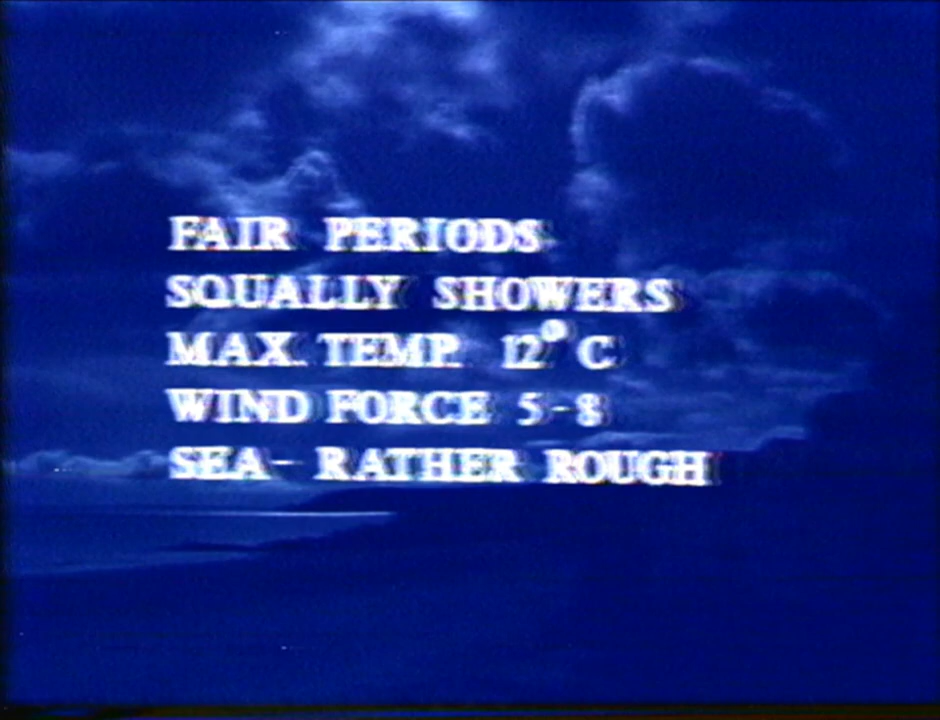 FAIR PERIODS
SQUALLY SHOWERS
MAX. TEMP. 12°C
WIND FORCE 5-8
SEA- RATHER ROUGH